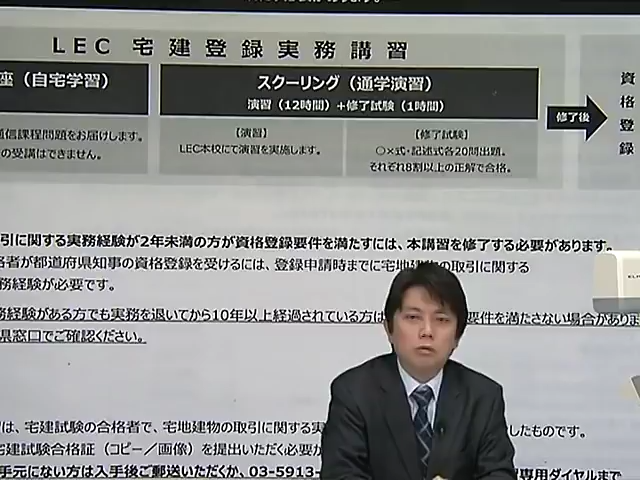 LEC 宅建登録実務講習
座（自宅学習）
スクーリング（通学演習）
演習（12時間）+修了試験（1時間）
通信課程問題をお届けします。
の受講はできません。
【演習】
LEC本校にて演習を実施します。
【修了試験】
○×式・記述式各20問出題。
それぞれ8割以上の正解で合格。
修了後
資格登録
引に関する実務経験が2年未満の方が資格登録要件を満たすには、本講習を修了する必要があります。
格者が都道府県知事の資格登録を受けるには、登録申請時までに宅地建物の取引に関する
務経験が必要です。
務経験がある方でも実務を退いてから10年以上経過されている方は 要件を満たさない場合がありま
県窓口でご確認ください。
は、宅建試験の合格者で、宅地建物の取引に関する実 したものです。
宅建試験合格証（コピー／画像）を提出いただく必要が
手元にない方は入手後ご郵送いただくか、03-5913- 専用ダイヤルまで